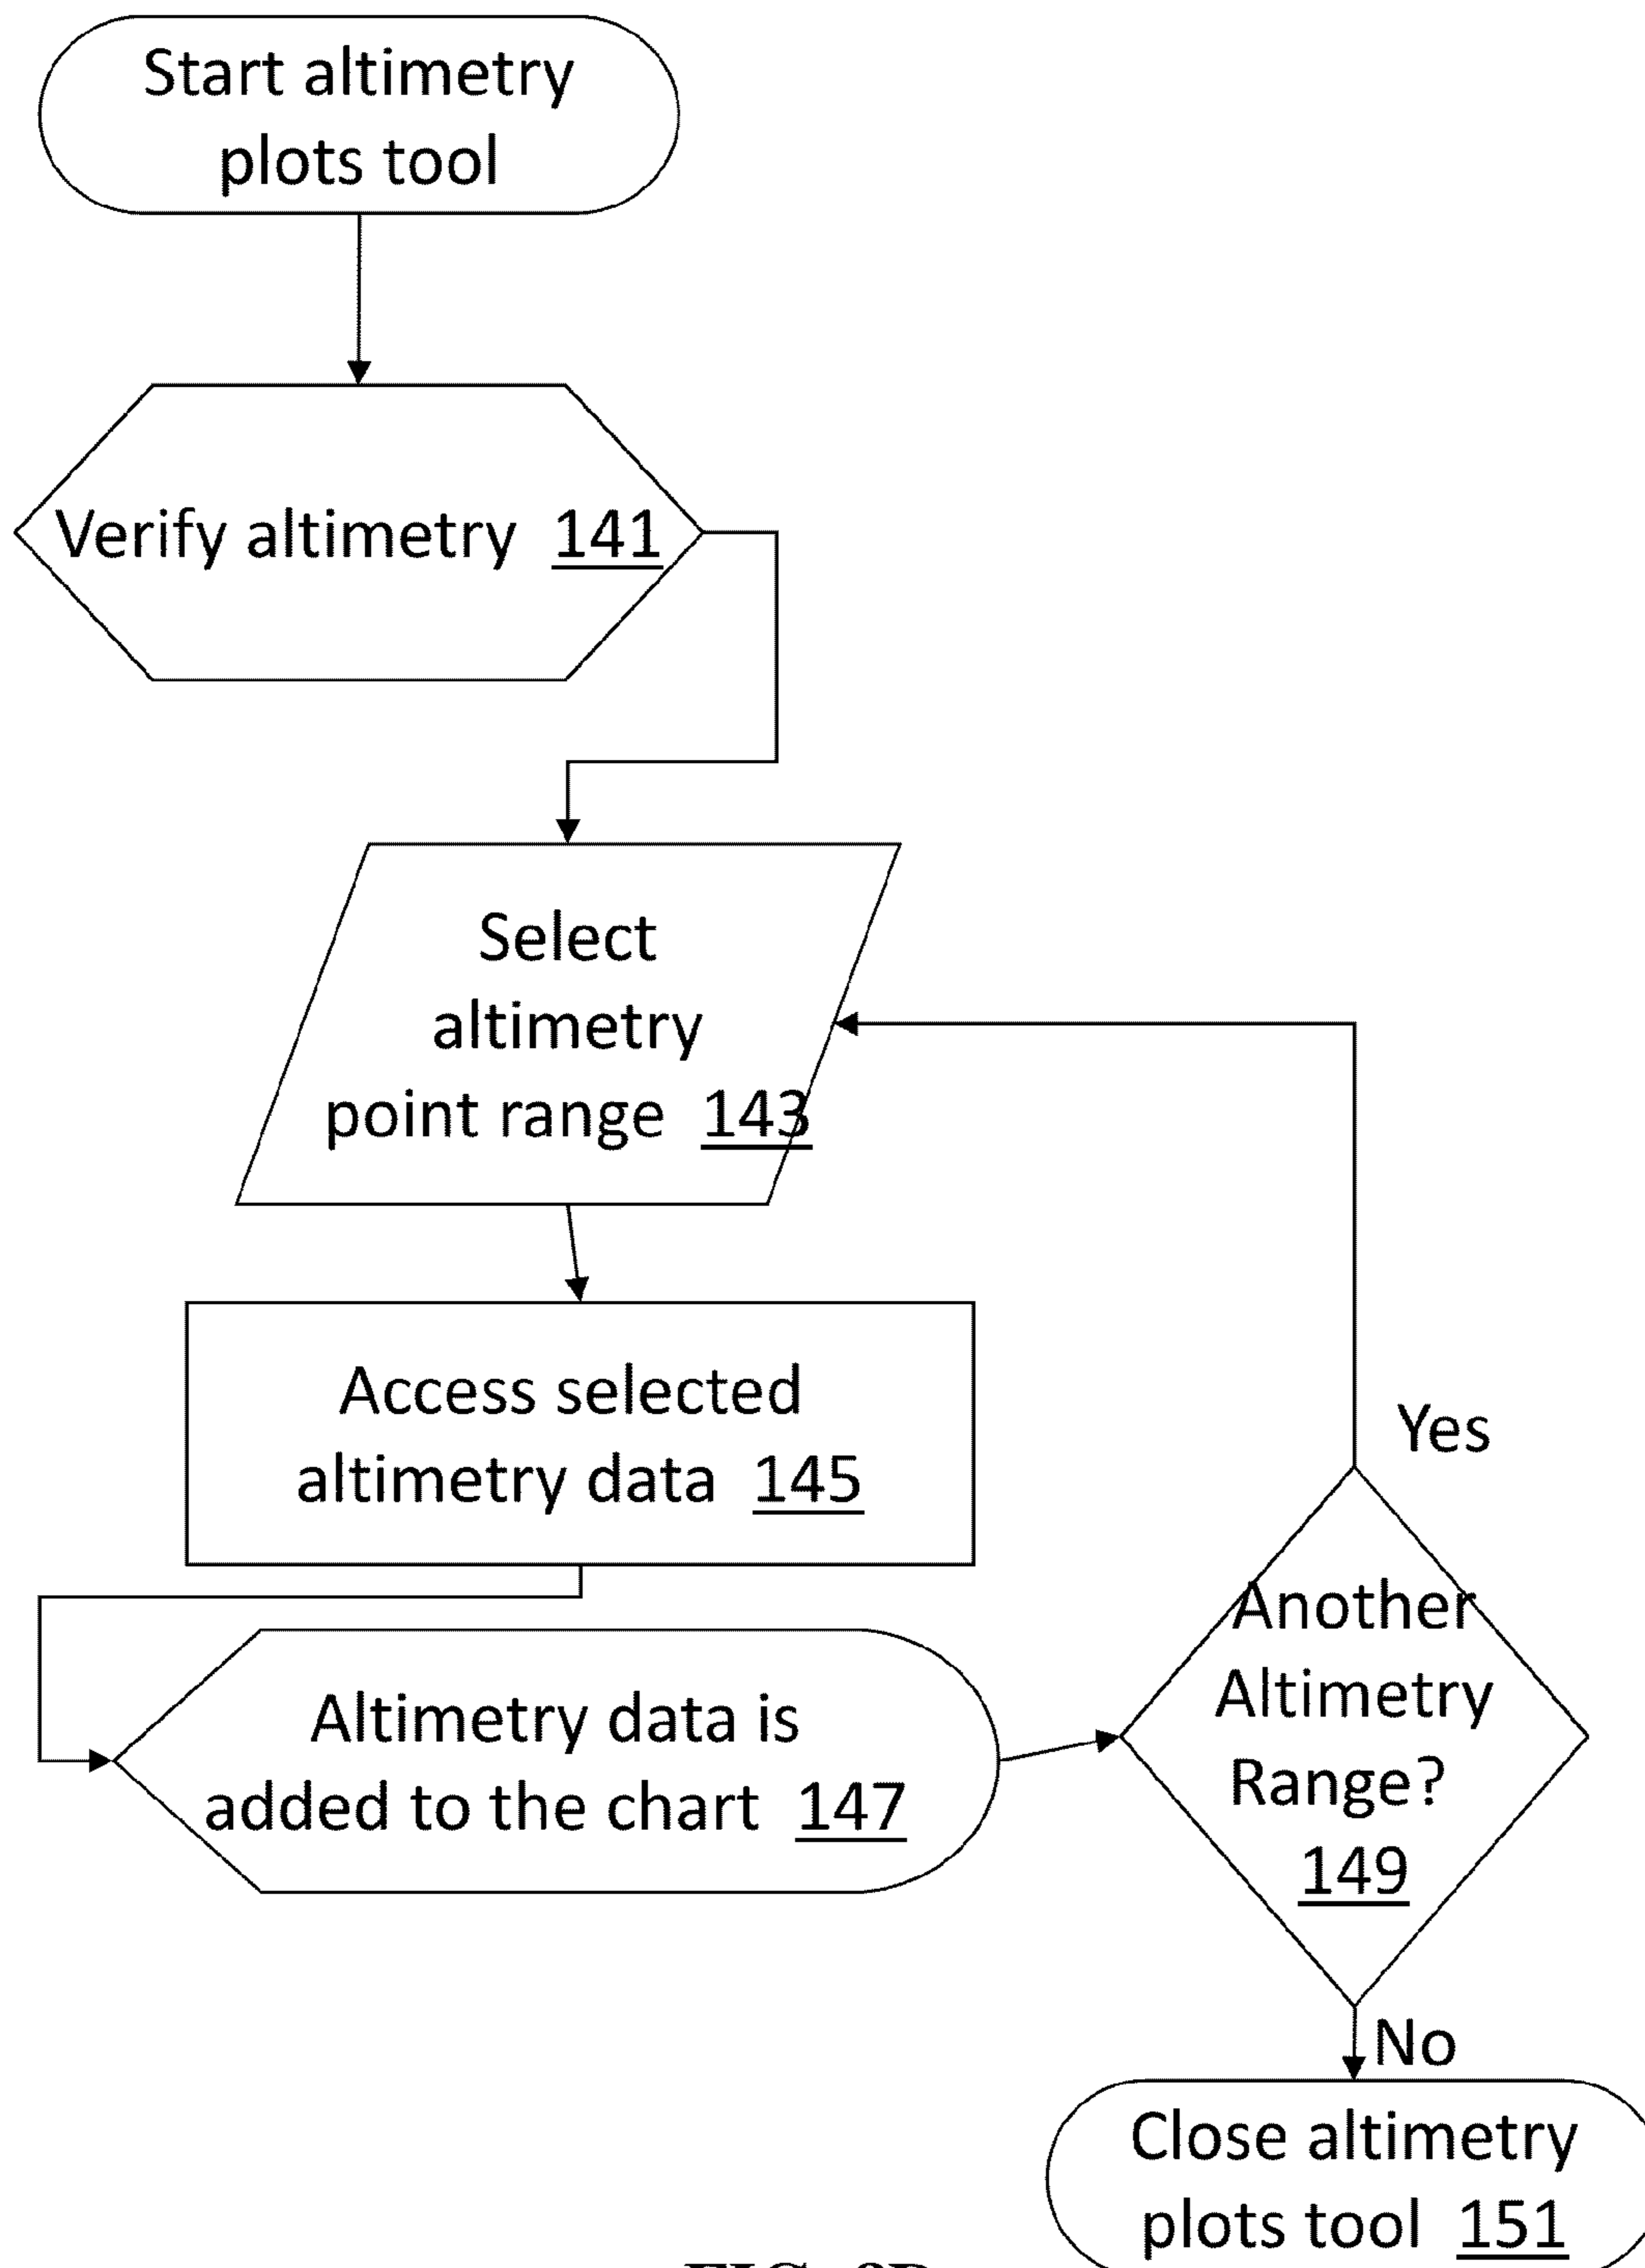 Start altimetry
plots tool
Verify altimetry 141
Select
altimetry
point range 143
Access selected
altimetry data 145
Altimetry data is
added to the chart 147
Yes
Another
Altimetry
Range?
149
No
Close altimetry
plots tool 151